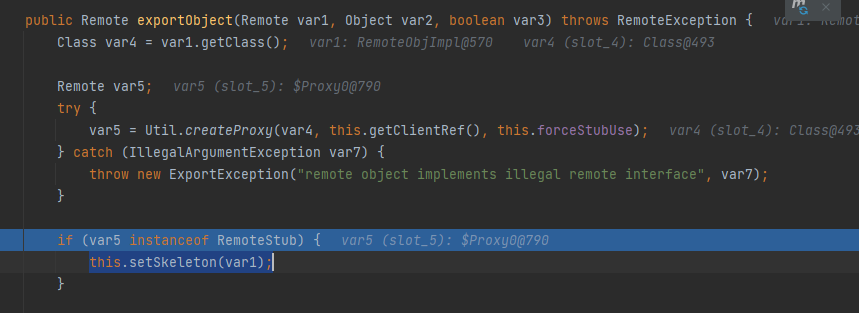 public Remote exportObject(Remote var1, Object var2, boolean var3) throws RemoteException {
Class var4 = var1.getClass(); var1: RemoteObjImpl@570 var4 (slot_4): Class@493
Remote var5; var5 (slot_5): $Proxy0@790
try {
var5 = Util.createProxy(var4, this.getClientRef(), this.forceStubUse); var4 (slot_4): Class@493
} catch (IllegalArgumentException var7) {
throw new ExportException("remote object implements illegal remote interface", var7);
}
if (var5 instanceof RemoteStub) { var5 (slot_5): $Proxy0@790
this.setSkeleton(var1);
}